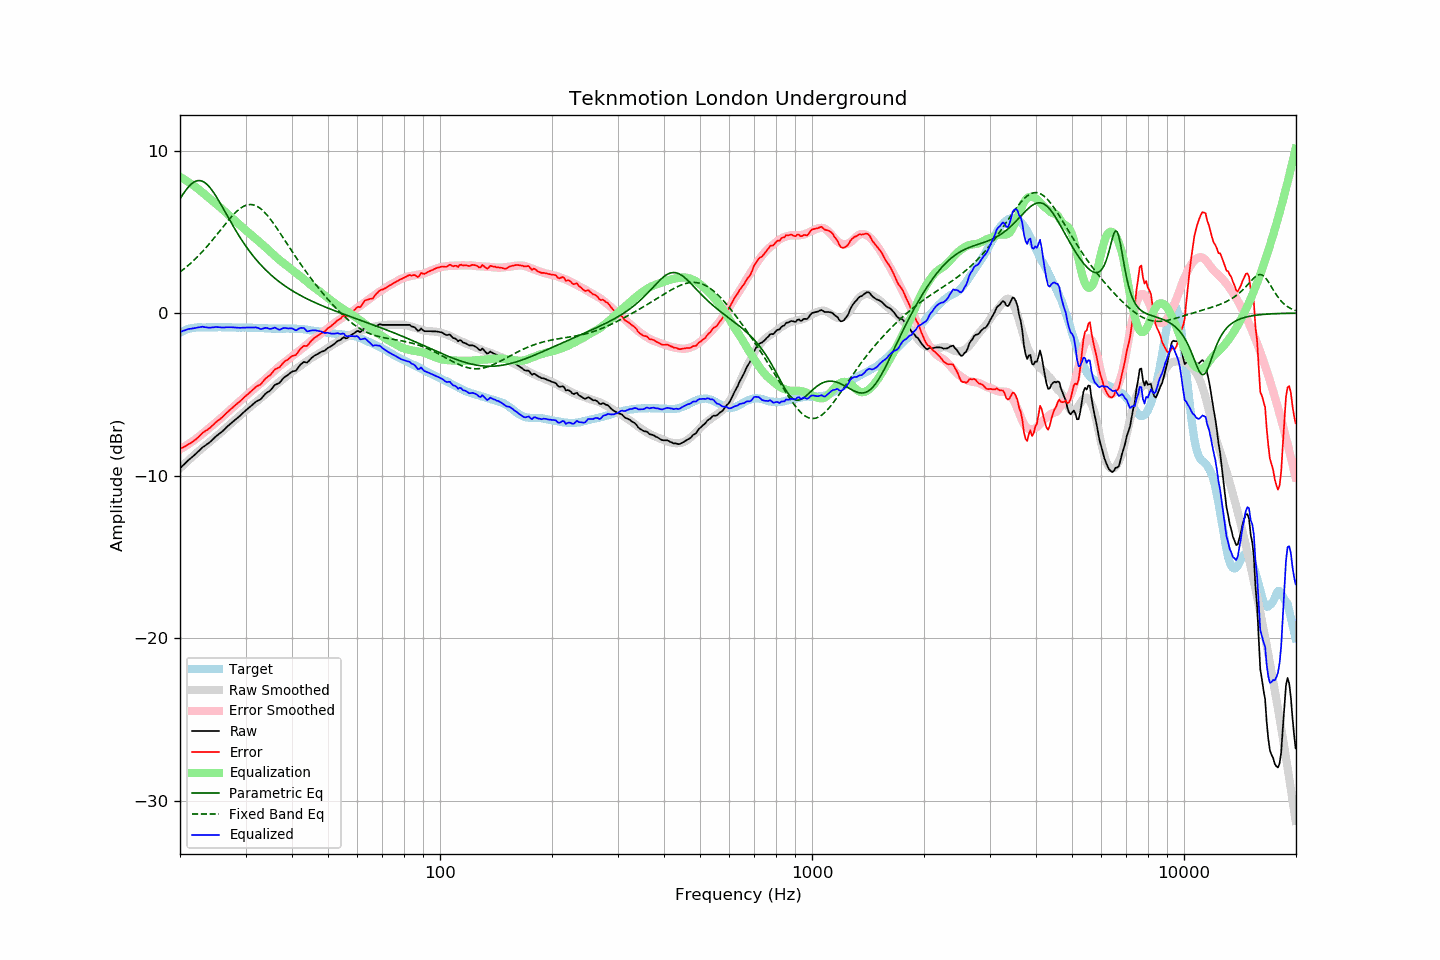 Teknmotion London Underground
10
0
−10
−20
−30
Amplitude (dBr)
Target
Raw Smoothed
Error Smoothed
Raw
Error
Equalization
Parametric Eq
Fixed Band Eq
Equalized
100
1000
10000
Frequency (Hz)